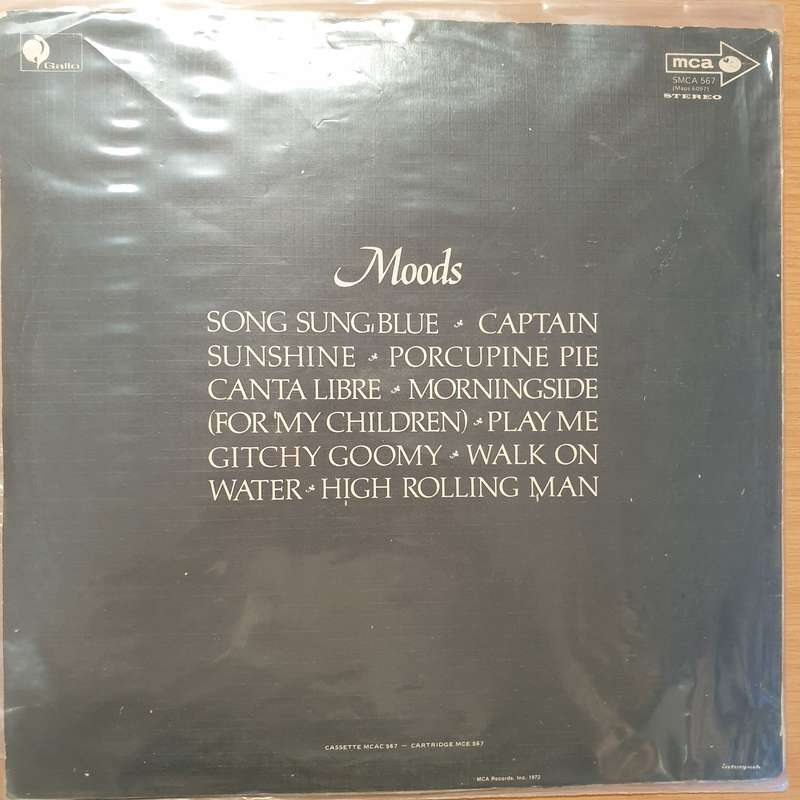 Gallo
mca
SMCA 567
(Maps 6097)
STEREO
Moods
SONG SUNG BLUE · CAPTAIN
SUNSHINE · PORCUPINE PIE
CANTA LIBRE · MORNINGSIDE
(FOR MY CHILDREN) · PLAY ME
GITCHY GOOMY · WALK ON
WATER · HIGH ROLLING MAN
CASSETTE MCAC 567 — CARTRIDGE MCE 567
MCA Records, Inc. 1972